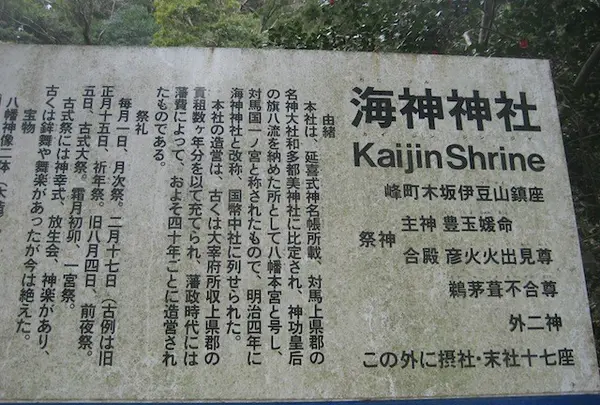 海神神社
Kaijin Shrine
峰町木坂伊豆山鎮座
祭神
主神 豊玉媛命
合殿 彦火火出見尊
鵜茅葺不合尊
外二神
この外に摂社・末社十七座
由緒
本社は、延喜式神名帳所載、対馬上県郡の
名神大社和多都美神社に比定され、神功皇后
の旗八流を納めた所として八幡本宮と号し、
対馬国一ノ宮と称されたもので、明治四年に
海神神社と改称、国幣中社に列せられた。
本社の造営は、古くは大宰府所収上県郡の
貢租数ヶ年分を以て充てられ、藩政時代には
藩費によって、およそ四十年ごとに造営され
たものである。
祭礼
毎月一日、月次祭。二月十七日(古例は旧
正月十五日、祈年祭。旧八月四日、前夜祭。
五日、古式大祭。霜月初卯、一宮祭。
古式祭には神幸式、放生会、神楽があり、
古くは鉾舞や舞楽があったが今は絶えた。
宝物
八幡神像二体